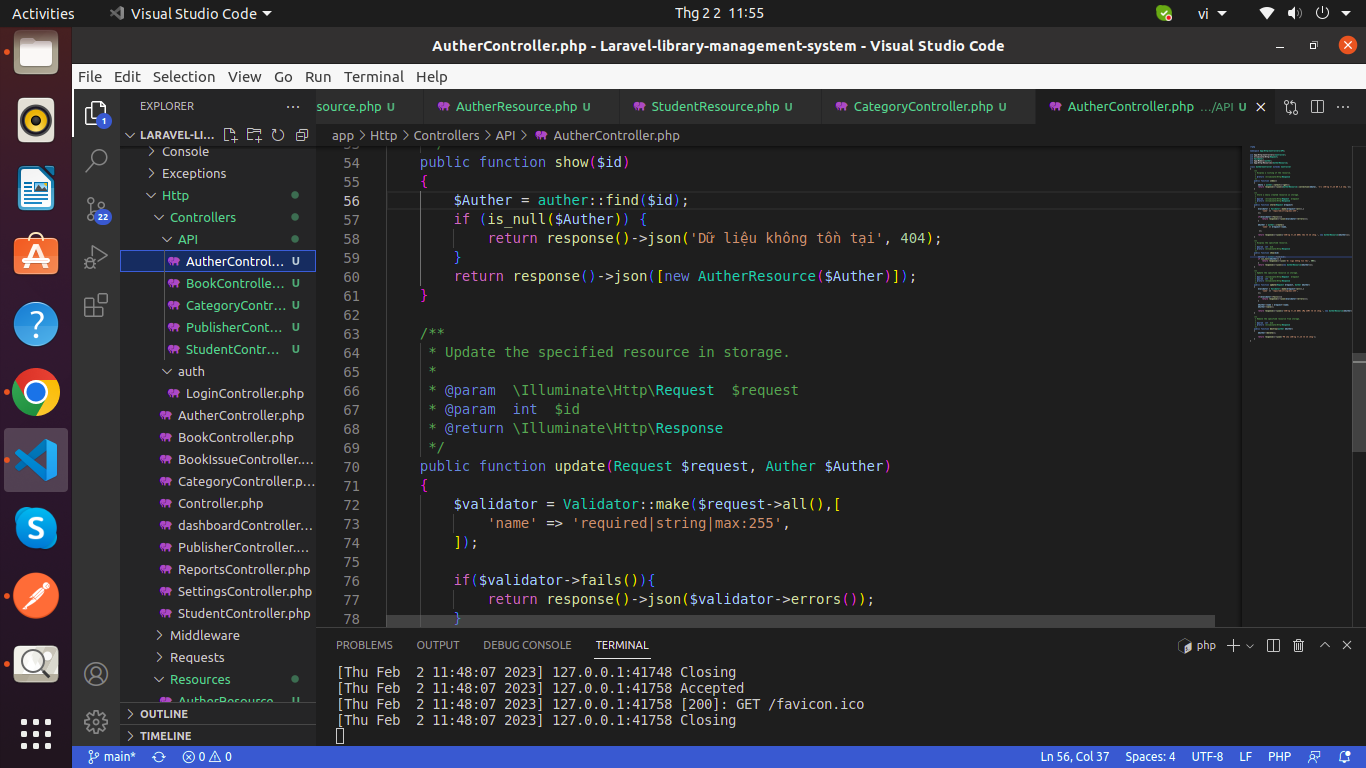 Activities
Visual Studio Code
Thg 2 2 11:55
vi
AutherController.php - Laravel-library-management-system - Visual Studio Code
File Edit Selection View Go Run Terminal Help
EXPLORER
source.php U
AutherResource.php U
StudentResource.php U
CategoryController.php U
AutherController.php .../API U
LARAVEL-LI...
Console
Exceptions
Http
Controllers
API
AutherControl... U
BookControlle... U
CategoryContr... U
PublisherCont... U
StudentContr... U
auth
LoginController.php
AutherController.php
BookController.php
BookIssueController....
CategoryController.p...
Controller.php
dashboardController...
PublisherController....
ReportsController.php
SettingsController.php
StudentController.php
Middleware
Requests
Resources
AutherResource
U
OUTLINE
TIMELINE
1
22
app > Http > Controllers > API > AutherController.php
54 public function show($id)
55 {
56 $Auther = auther::find($id);
57 if (is_null($Auther)) {
58 return response()->json('Dữ liệu không tồn tại', 404);
59 }
60 return response()->json([new AutherResource($Auther)]);
61 }
62
63 /**
64 * Update the specified resource in storage.
65 *
66 * @param \Illuminate\Http\Request $request
67 * @param int $id
68 * @return \Illuminate\Http\Response
69 */
70 public function update(Request $request, Auther $Auther)
71 {
72 $validator = Validator::make($request->all(),[
73 'name' => 'required|string|max:255',
74 ]);
75
76 if($validator->fails()){
77 return response()->json($validator->errors());
78 }
PROBLEMS OUTPUT DEBUG CONSOLE TERMINAL
php
[Thu Feb  2 11:48:07 2023] 127.0.0.1:41748 Closing
[Thu Feb  2 11:48:07 2023] 127.0.0.1:41758 Accepted
[Thu Feb  2 11:48:07 2023] 127.0.0.1:41758 [200]: GET /favicon.ico
[Thu Feb  2 11:48:07 2023] 127.0.0.1:41758 Closing
main*
0 0
Ln 56, Col 37
Spaces: 4
UTF-8
LF
PHP